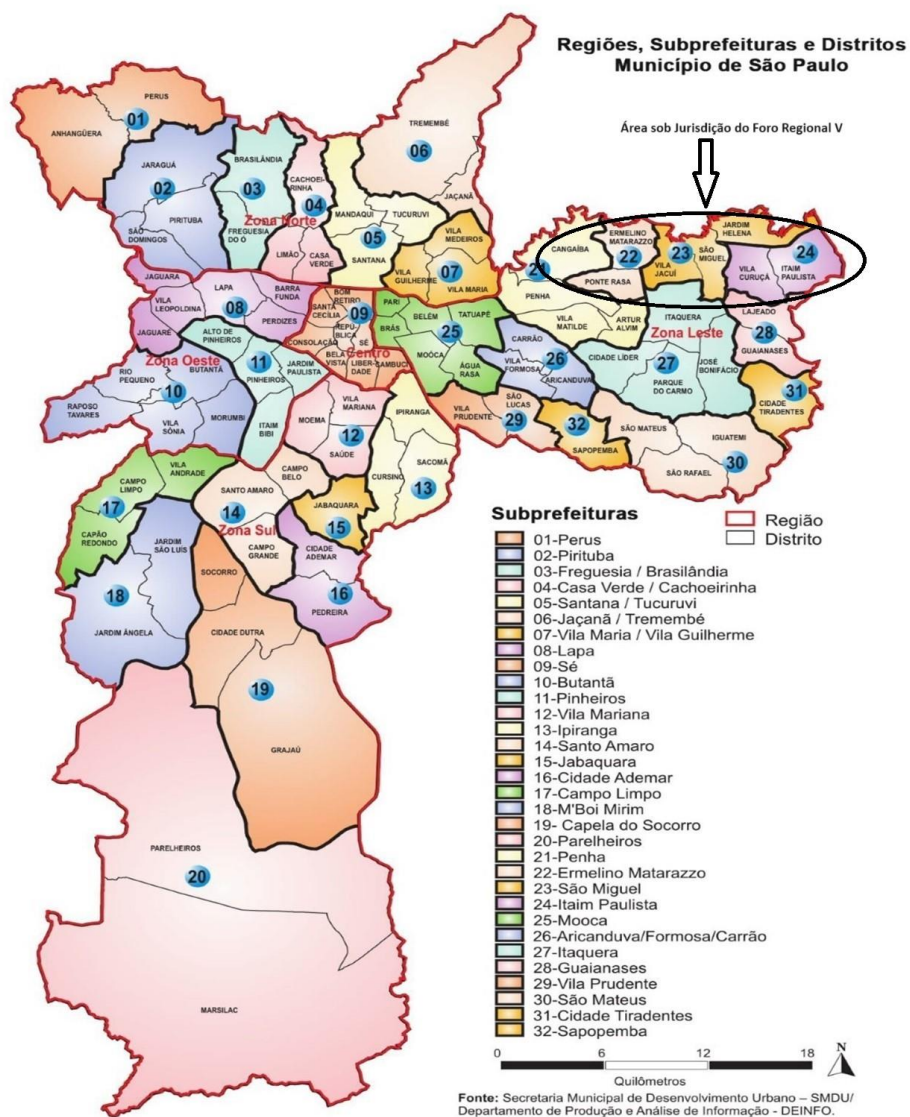 Regiões, Subprefeituras e Distritos
Município de São Paulo
Área sob Jurisdição do Foro Regional V
PERUS
01
ANHANGÜERA
TREMEMBÉ
06
JARAGUÁ
02
BRASILÂNDIA
03
CACHOEI-
RINHA
04
JAÇANÃ
PIRITUBA
Zona Norte
MANDAQUI
TUCURUVI
SÃO
DOMINGOS
FREGUESIA
DO Ó
05
SANTANA
LIMÃO
CASA
VERDE
VILA
MEDEIROS
07
VILA
GUILHERME
VILA MARIA
CANGAÍBA
21
PENHA
ERMELINO
MATARAZZO
22
PONTE RASA
23
VILA
JACUÍ
SÃO
MIGUEL
JARDIM
HELENA
24
VILA
CURUÇÁ
ITAIM
PAULISTA
JAGUARA
LAPA
08
VILA
LEOPOLDINA
BARRA
FUNDA
PERDIZES
JAGUARÉ
BOM
RETIRO
09
SANTA
CECÍLIA
REPÚ-
BLICA
SÉ
CONSOLAÇÃO
Centro
BELA
VISTA
LIBER-
DADE
CAMBUCI
PARI
BRÁS
BELÉM
TATUAPÉ
25
MOÓCA
ÁGUA
RASA
VILA
MATILDE
ARTUR
ALVIM
CARRÃO
26
VILA
FORMOSA
ARICANDUVA
ITAQUERA
Zona Leste
CIDADE LÍDER
27
PARQUE
DO CARMO
JOSÉ
BONIFÁCIO
LAJEADO
28
GUAIANASES
31
CIDADE
TIRADENTES
ALTO DE
PINHEIROS
Zona Oeste
11
PINHEIROS
JARDIM
PAULISTA
RIO
PEQUENO
BUTANTÃ
10
RAPOSO
TAVARES
VILA
SÔNIA
MORUMBI
ITAIM
BIBI
MOEMA
VILA
MARIANA
12
SAÚDE
IPIRANGA
SACOMÃ
CURSINO
13
VILA
PRUDENTE
SÃO
LUCAS
29
32
SAPOPEMBA
SÃO MATEUS
IGUATEMI
SÃO RAFAEL
30
VILA
ANDRADE
CAMPO
LIMPO
17
CAPÃO
REDONDO
CAMPO
BELO
SANTO AMARO
14
Zona Sul
JABAQUARA
15
CAMPO
GRANDE
CIDADE
ADEMAR
16
PEDREIRA
JARDIM
SÃO LUÍS
18
JARDIM ÂNGELA
SOCORRO
CIDADE DUTRA
19
GRAJAÚ
PARELHEIROS
20
MARSILAC
Subprefeituras
Região
Distrito
01-Perus
02-Pirituba
03-Freguesia / Brasilândia
04-Casa Verde / Cachoeirinha
05-Santana / Tucuruvi
06-Jaçanã / Tremembé
07-Vila Maria / Vila Guilherme
08-Lapa
09-Sé
10-Butantã
11-Pinheiros
12-Vila Mariana
13-Ipiranga
14-Santo Amaro
15-Jabaquara
16-Cidade Ademar
17-Campo Limpo
18-M'Boi Mirim
19- Capela do Socorro
20-Parelheiros
21-Penha
22-Ermelino Matarazzo
23-São Miguel
24-Itaim Paulista
25-Mooca
26-Aricanduva/Formosa/Carrão
27-Itaquera
28-Guaianases
29-Vila Prudente
30-São Mateus
31-Cidade Tiradentes
32-Sapopemba
0 6 12 18
N
Quilômetros
Fonte: Secretaria Municipal de Desenvolvimento Urbano – SMDU/
Departamento de Produção e Análise de Informação - DEINFO.